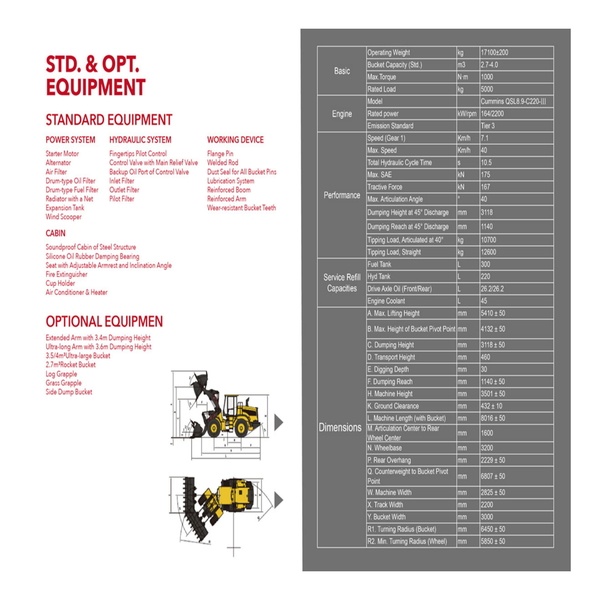 STD. & OPT.
EQUIPMENT
STANDARD EQUIPMENT
POWER SYSTEM
Starter Motor
Alternator
Air Filter
Drum-type Oil Filter
Drum-type Fuel Filter
Radiator with a Net
Expansion Tank
Wind Scooper
HYDRAULIC SYSTEM
Fingertips Pilot Control
Control Valve with Main Relief Valve
Backup Oil Port of Control Valve
Inlet Filter
Outlet Filter
Pilot Filter
WORKING DEVICE
Flange Pin
Welded Rod
Dust Seal for All Bucket Pins
Lubrication System
Reinforced Boom
Reinforced Arm
Wear-resistant Bucket Teeth
CABIN
Soundproof Cabin of Steel Structure
Silicone Oil Rubber Damping Bearing
Seat with Adjustable Armrest and Inclination Angle
Fire Extinguisher
Cup Holder
Air Conditioner & Heater
OPTIONAL EQUIPMEN
Extended Arm with 3.4m Dumping Height
Ultra-long Arm with 3.6m Dumping Height
3.5/4m³Ultra-large Bucket
2.7m³Rocket Bucket
Log Grapple
Grass Grapple
Side Dump Bucket
Basic
Operating Weight kg 17100±200
Bucket Capacity (Std.) m3 2.7-4.0
Max.Torque N m 1000
Rated Load kg 5000
Engine
Model Cummins QSL8.9-C220-III
Rated power kW/rpm 164/2200
Emission Standard Tier 3
Performance
Speed (Gear 1) Km/h 7.1
Max. Speed Km/h 40
Total Hydraulic Cycle Time s 10.5
Max. SAE kN 175
Tractive Force kN 167
Max. Articulation Angle ° 40
Dumping Height at 45° Discharge mm 3118
Dumping Reach at 45° Discharge mm 1140
Tipping Load, Articulated at 40° kg 10700
Tipping Load, Straight kg 12600
Service Refill
Capacities
Fuel Tank L 300
Hyd Tank L 220
Drive Axle Oil (Front/Rear) L 26.2/26.2
Engine Coolant L 45
Dimensions
A. Max. Lifting Height mm 5410 ± 50
B. Max. Height of Bucket Pivot Point mm 4132 ± 50
C. Dumping Height mm 3118 ± 50
D. Transport Height mm 460
E. Digging Depth mm 30
F. Dumping Reach mm 1140 ± 50
H. Machine Height mm 3501 ± 50
K. Ground Clearance mm 432 ± 10
L. Machine Length (with Bucket) mm 8016 ± 50
M. Articulation Center to Rear
Wheel Center mm 1600
N. Wheelbase mm 3200
P. Rear Overhang mm 2229 ± 50
Q. Counterweight to Bucket Pivot
Point mm 6807 ± 50
W. Machine Width mm 2825 ± 50
X. Track Width mm 2200
Y. Bucket Width mm 3000
R1. Turning Radius (Bucket) mm 6450 ± 50
R2. Min. Turning Radius (Wheel) mm 5850 ± 50